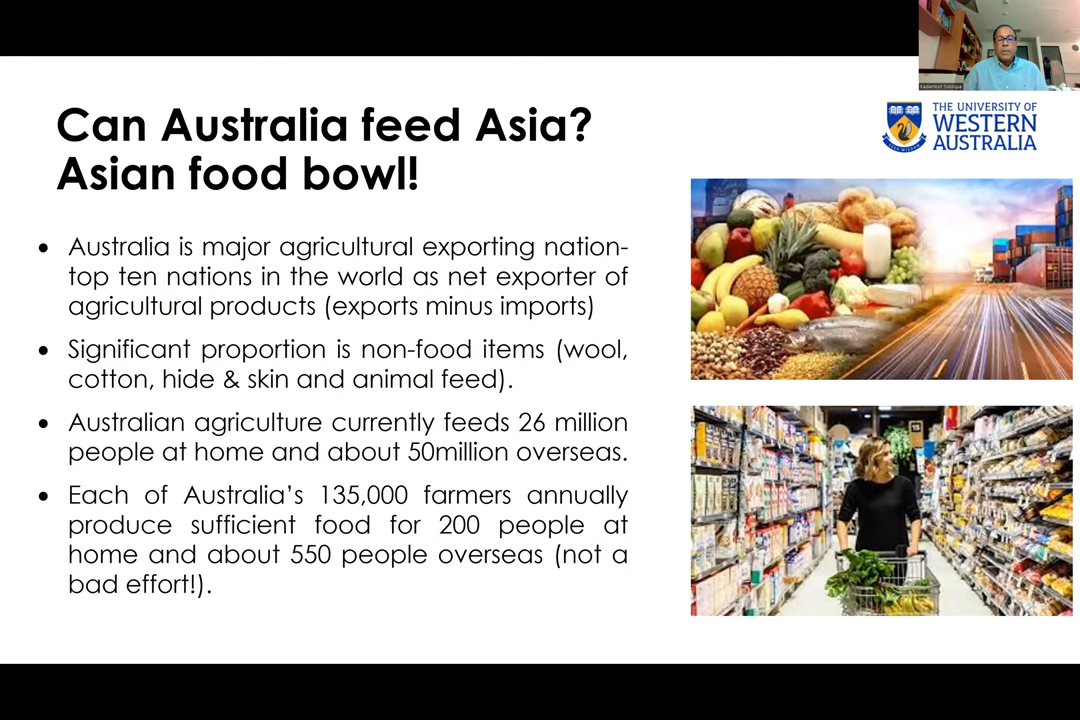 Kadambot Siddique
Can Australia feed Asia?
Asian food bowl!
THE UNIVERSITY OF
WESTERN
AUSTRALIA
• Australia is major agricultural exporting nation-
top ten nations in the world as net exporter of
agricultural products (exports minus imports)
• Significant proportion is non-food items (wool,
cotton, hide & skin and animal feed).
• Australian agriculture currently feeds 26 million
people at home and about 50million overseas.
• Each of Australia’s 135,000 farmers annually
produce sufficient food for 200 people at
home and about 550 people overseas (not a
bad effort!).